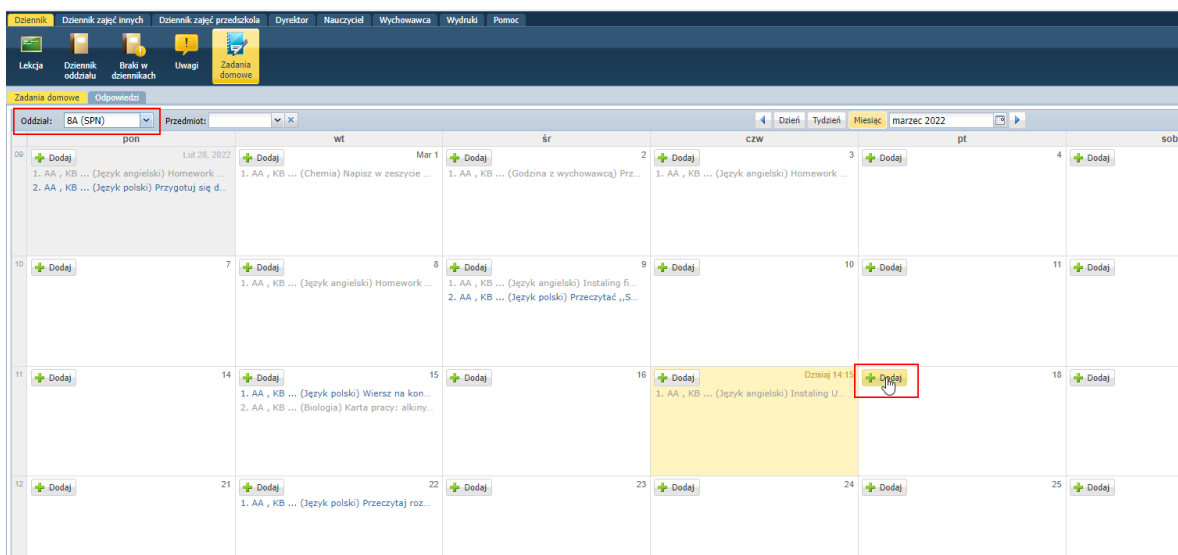 Dziennik Dziennik zajęć innych Dziennik zajęć przedszkola Dyrektor Nauczyciel Wychowawca Wydruki Pomoc
Lekcja Dziennik oddziału Braki w dziennikach Uwagi Zadania domowe
Zadania domowe Odpowiedzi
Oddział: 8A (SPN) Przedmiot: Dzień Tydzień Miesiąc marzec 2022
pon wt śr czw pt sob
09 Dodaj Lut 28, 2022 Dodaj Mar 1 Dodaj 2 Dodaj 3 Dodaj 4 Dodaj
1. AA , KB ... (Język angielski) Homework ... 1. AA , KB ... (Chemia) Napisz w zeszycie ... 1. AA , KB ... (Godzina z wychowawcą) Prz... 1. AA , KB ... (Język angielski) Homework ...
2. AA , KB ... (Język polski) Przygotuj się d...
10 Dodaj 7 Dodaj 8 Dodaj 9 Dodaj 10 Dodaj 11 Dodaj
1. AA , KB ... (Język angielski) Homework ... 1. AA , KB ... (Język angielski) Instaling fi...
2. AA , KB ... (Język polski) Przeczytać ,,S...
11 Dodaj 14 Dodaj 15 Dodaj 16 Dodaj Dzisiaj 14:15 Dodaj 18 Dodaj
1. AA , KB ... (Język polski) Wiersz na kon... 1. AA , KB ... (Język angielski) Instaling U...
2. AA , KB ... (Biologia) Karta pracy: alkiny...
12 Dodaj 21 Dodaj 22 Dodaj 23 Dodaj 24 Dodaj 25 Dodaj
1. AA , KB ... (Język polski) Przeczytaj roz...